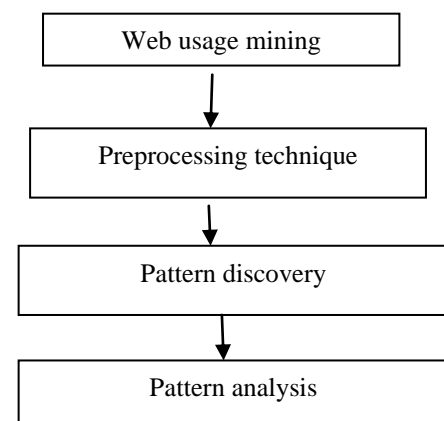 Web usage mining
Preprocessing technique
Pattern discovery
Pattern analysis